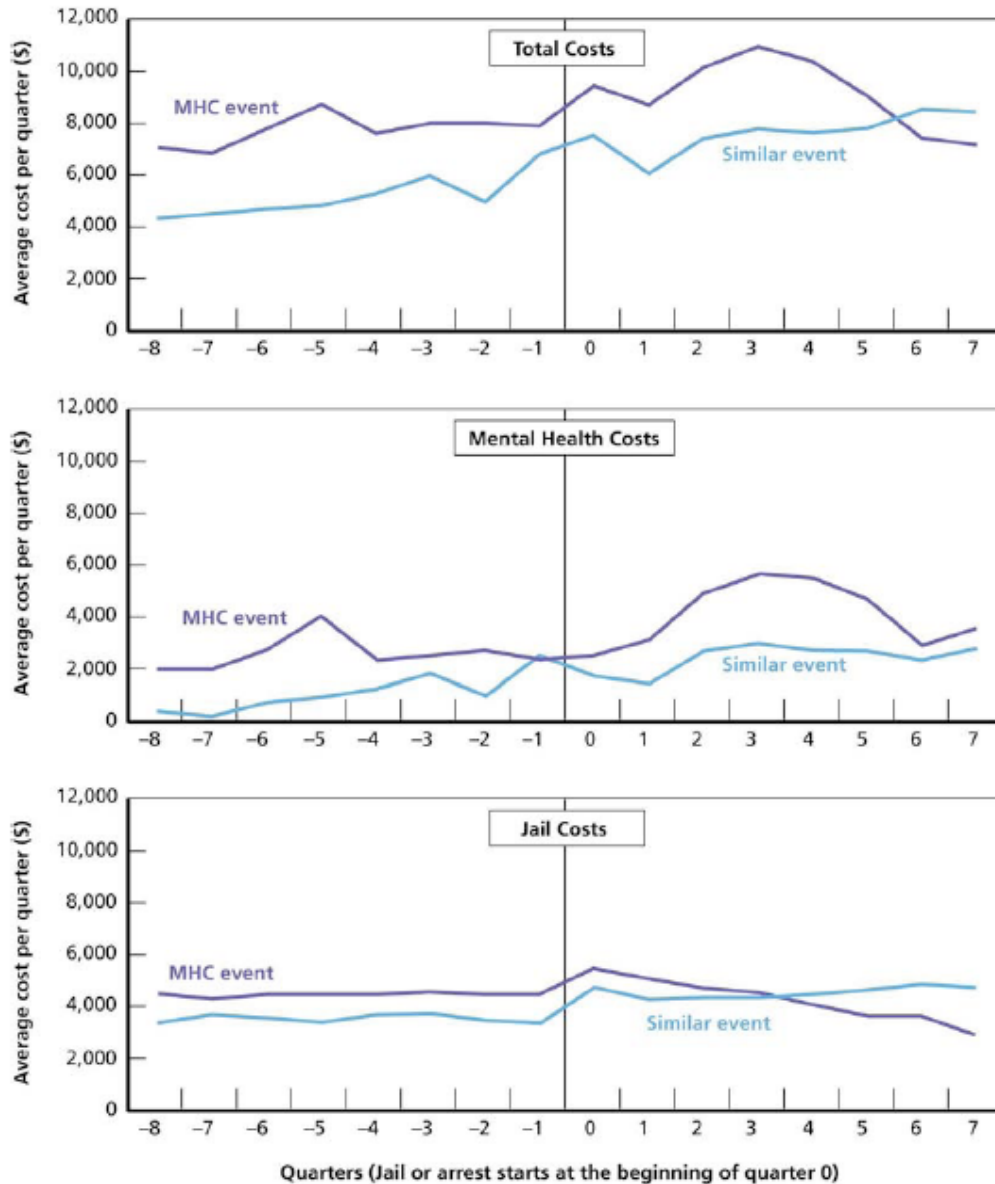 12,000
Total Costs
10,000
MHC event
8,000
Similar event
6,000
4,000
2,000
0
Average cost per quarter ($)
–8 –7 –6 –5 –4 –3 –2 –1 0 1 2 3 4 5 6 7
12,000
Mental Health Costs
10,000
8,000
6,000
MHC event
4,000
Similar event
2,000
0
Average cost per quarter ($)
–8 –7 –6 –5 –4 –3 –2 –1 0 1 2 3 4 5 6 7
12,000
Jail Costs
10,000
8,000
6,000
MHC event
4,000
Similar event
2,000
0
Average cost per quarter ($)
–8 –7 –6 –5 –4 –3 –2 –1 0 1 2 3 4 5 6 7
Quarters (Jail or arrest starts at the beginning of quarter 0)